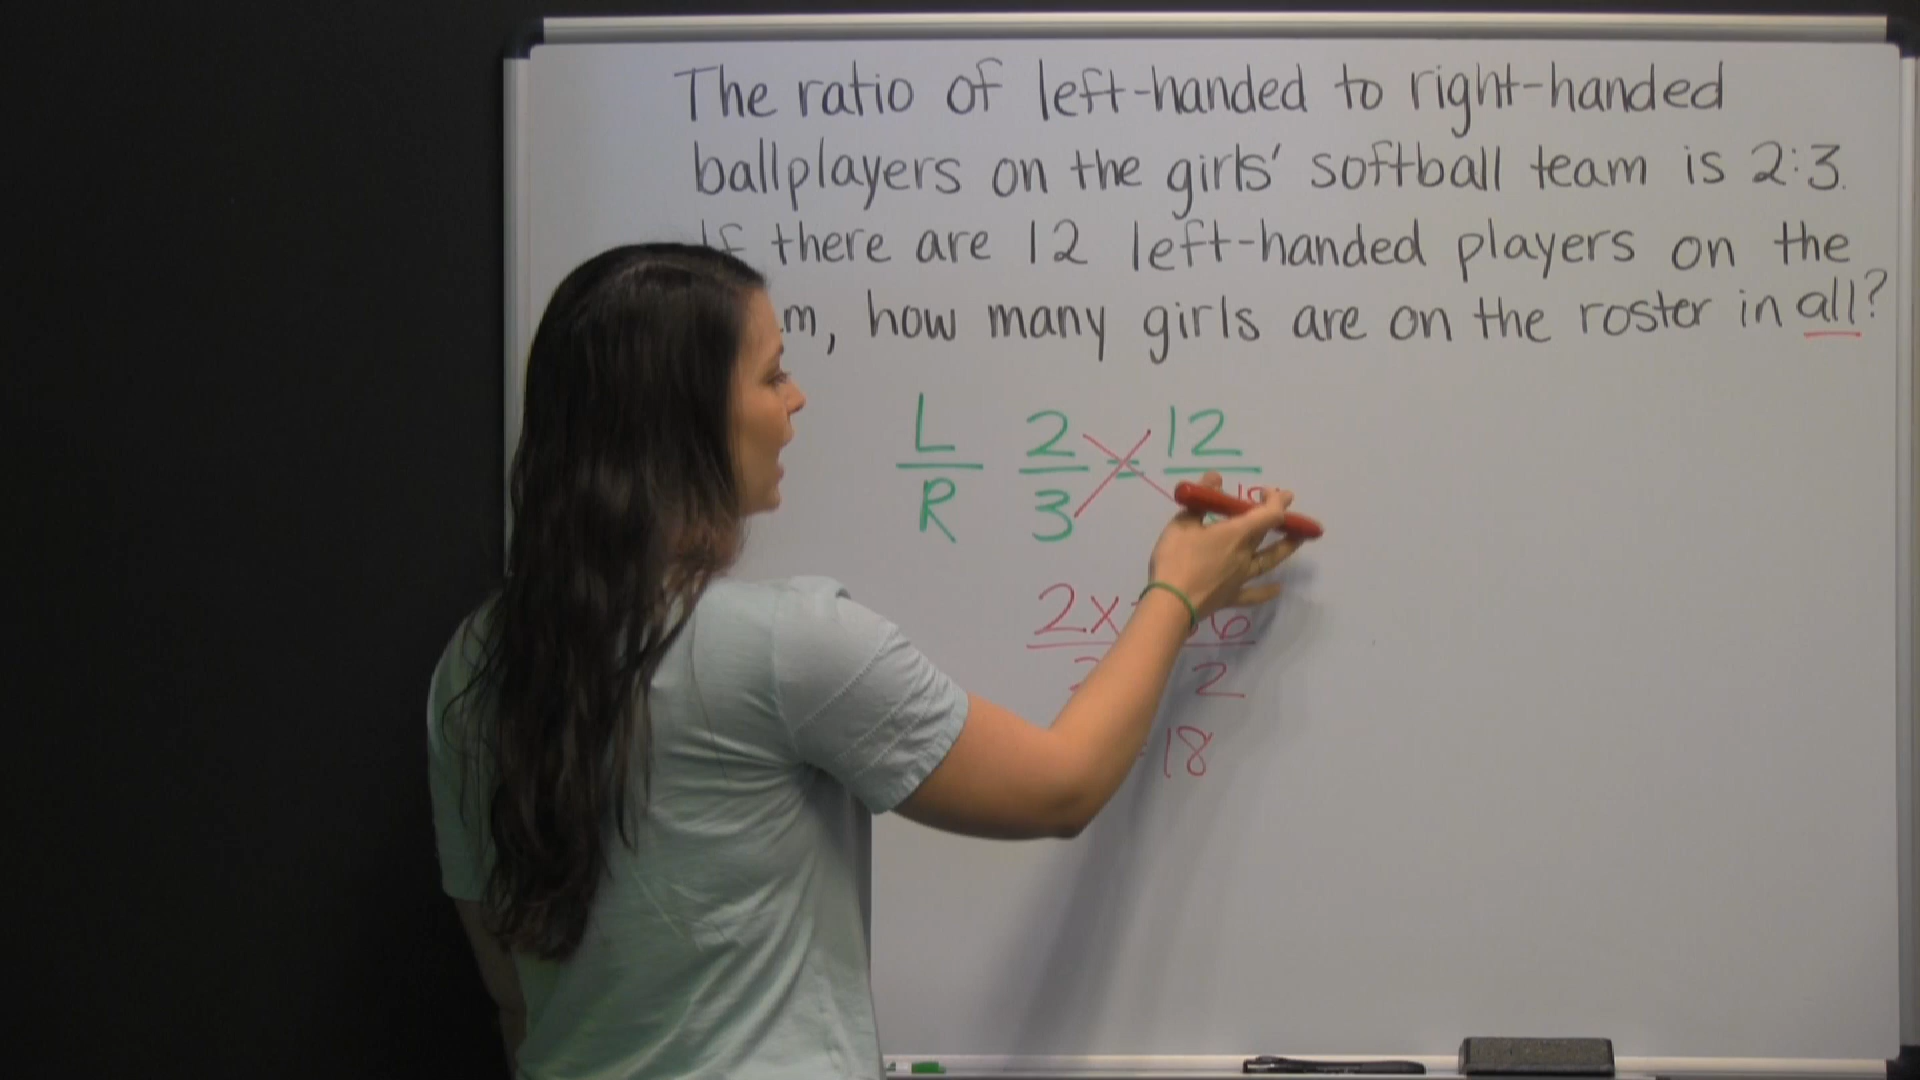 The ratio of left-handed to right-handed
ballplayers on the girls' softball team is 2:3.
If there are 12 left-handed players on the
m, how many girls are on the roster in all?
L 2 = 12
R 3
2x
2
18